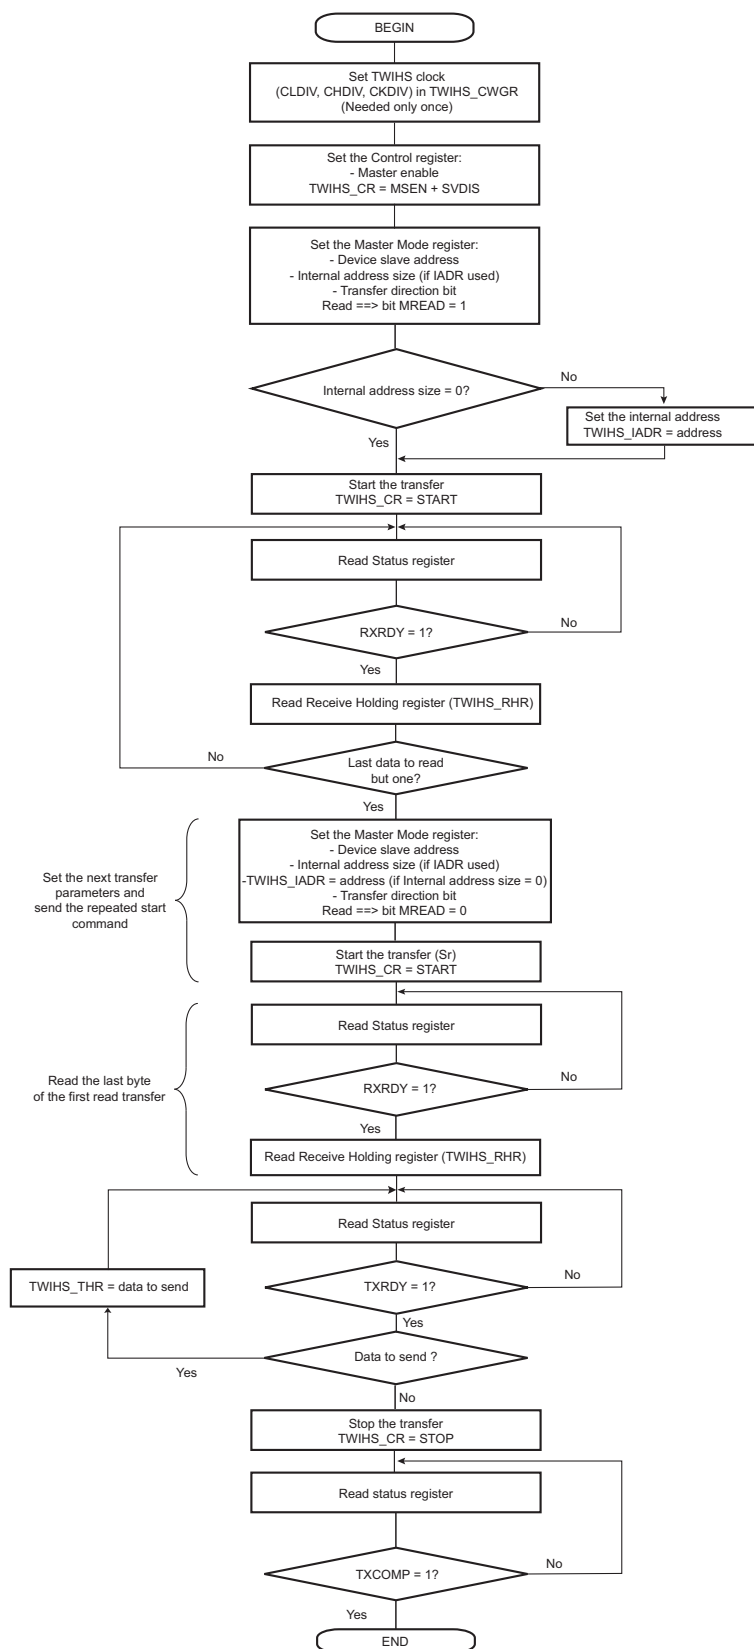 BEGIN
Set TWIHS clock
(CLDIV, CHDIV, CKDIV) in TWIHS_CWGR
(Needed only once)
Set the Control register:
- Master enable
TWIHS_CR = MSEN + SVDIS
Set the Master Mode register:
- Device slave address
- Internal address size (if IADR used)
- Transfer direction bit
Read ==> bit MREAD = 1
Internal address size = 0?
No
Set the internal address
TWIHS_IADR = address
Yes
Start the transfer
TWIHS_CR = START
Read Status register
RXRDY = 1?
No
Yes
Read Receive Holding register (TWIHS_RHR)
No
Last data to read
but one?
Yes
Set the next transfer
parameters and
send the repeated start
command
Set the Master Mode register:
- Device slave address
- Internal address size (if IADR used)
-TWIHS_IADR = address (if Internal address size = 0)
- Transfer direction bit
Read ==> bit MREAD = 0
Start the transfer (Sr)
TWIHS_CR = START
Read the last byte
of the first read transfer
Read Status register
RXRDY = 1?
No
Yes
Read Receive Holding register (TWIHS_RHR)
Read Status register
TWIHS_THR = data to send
TXRDY = 1?
No
Yes
Data to send ?
Yes
No
Stop the transfer
TWIHS_CR = STOP
Read status register
TXCOMP = 1?
No
Yes
END